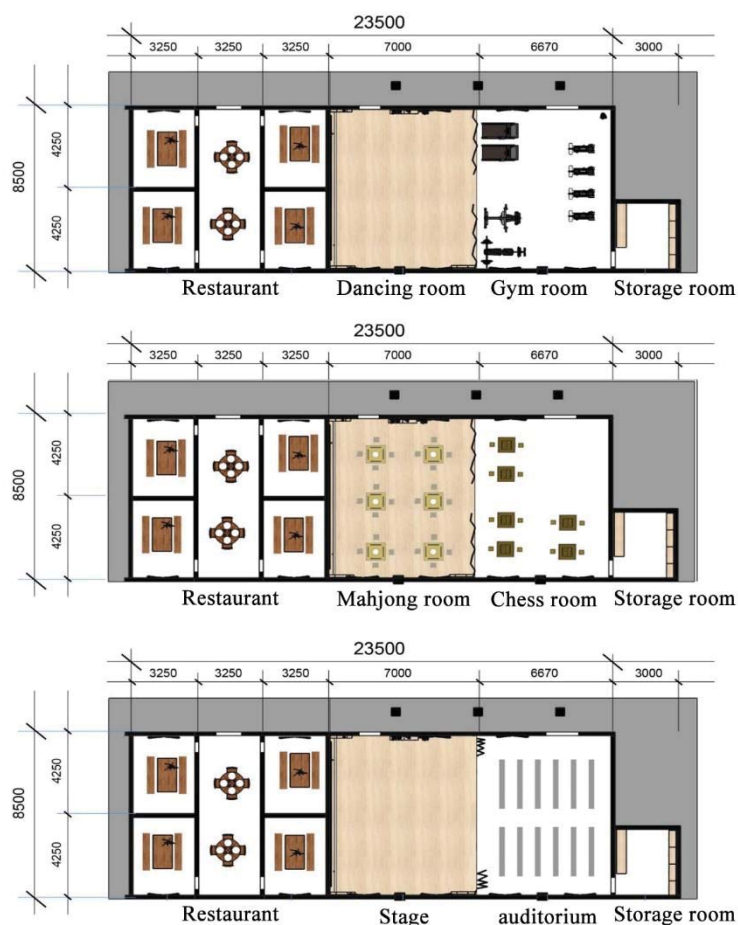 23500
3250 3250 3250 7000 6670 3000
8500
4250
4250
Restaurant Dancing room Gym room Storage room
23500
3250 3250 3250 7000 6670 3000
8500
4250
4250
Restaurant Mahjong room Chess room Storage room
23500
3250 3250 3250 7000 6670 3000
8500
4250
4250
Restaurant Stage auditorium Storage room